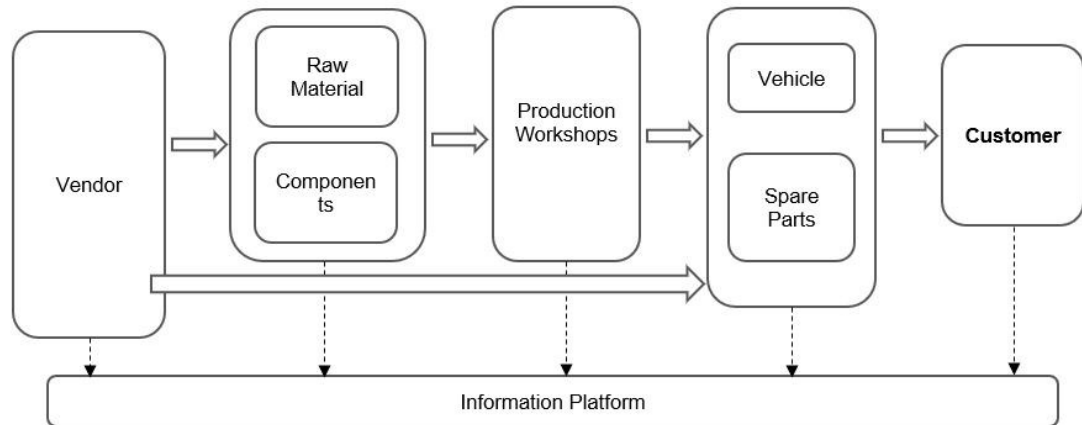 Vendor
Raw
Material
Componen
ts
Production
Workshops
Vehicle
Spare
Parts
Customer
Information Platform